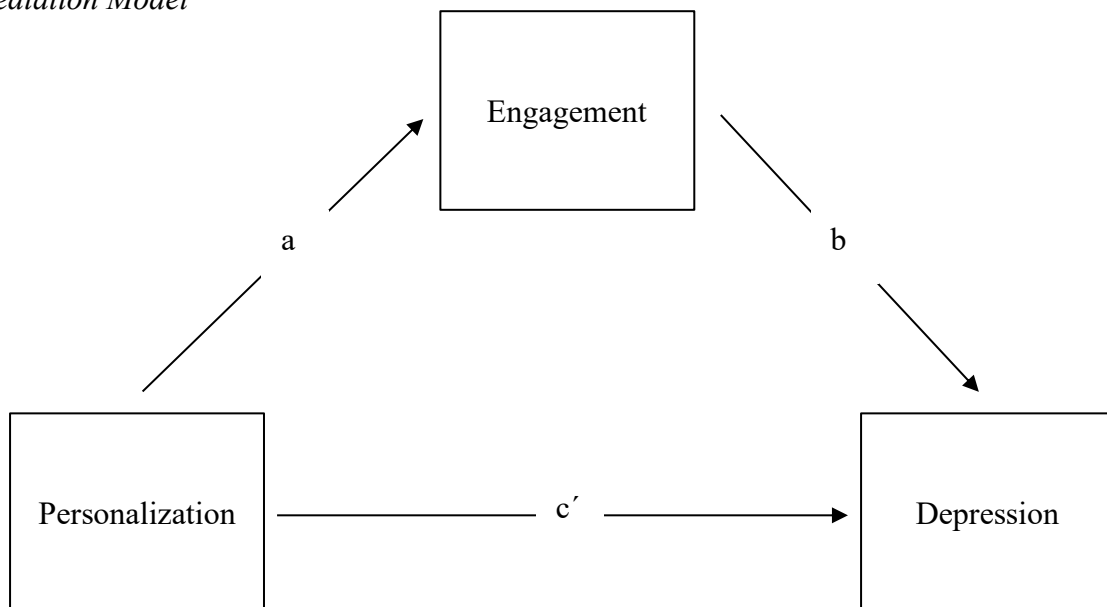 ediation Model
Engagement
a
b
Personalization
c´
Depression